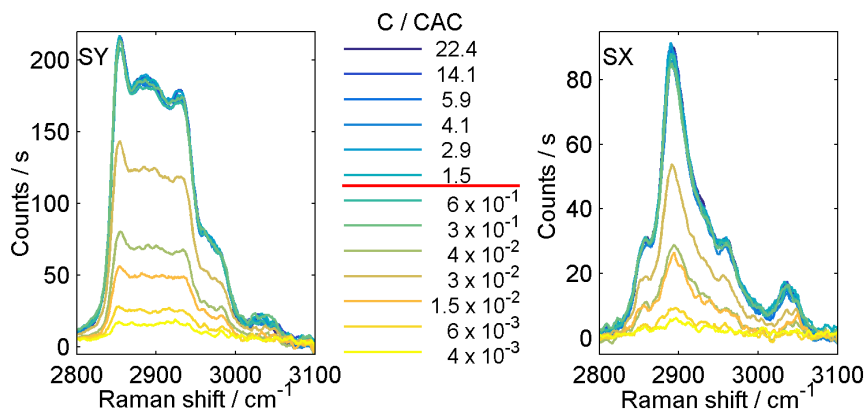 SY
200
150
100
50
0
Counts / s
2800 2900 3000 3100
Raman shift / cm⁻¹
C / CAC
22.4
14.1
5.9
4.1
2.9
1.5
6 x 10⁻¹
3 x 10⁻¹
4 x 10⁻²
3 x 10⁻²
1.5 x 10⁻²
6 x 10⁻³
4 x 10⁻³
SX
80
60
40
20
0
Counts / s
2800 2900 3000 3100
Raman shift / cm⁻¹